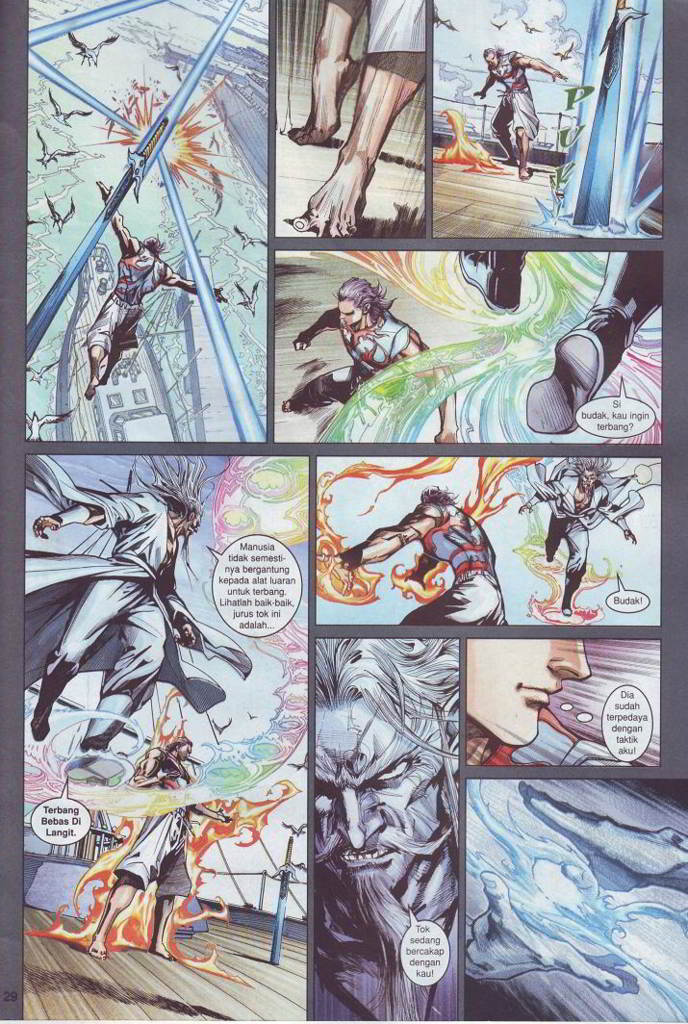 PUK!
Si
budak, kau ingin
terbang?
Manusia
tidak semesti-
nya bergantung
kepada alat luaran
untuk terbang.
Lihatlah baik-baik,
jurus tok ini
adalah...
Terbang
Bebas Di
Langit.
Budak!
Tok
sedang
bercakap
dengan
kau!
Dia
sudah
terpedaya
dengan
taktik
aku!
29